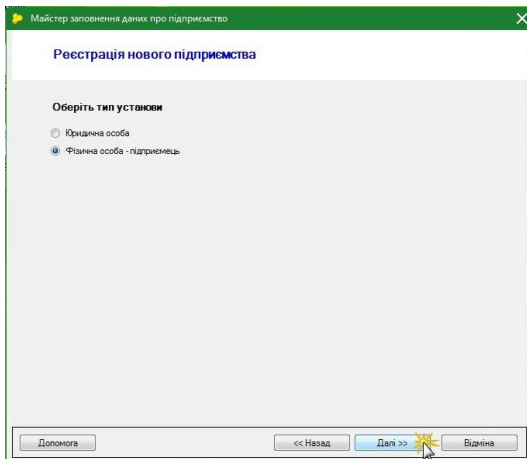 Майстер заповнення даних про підприємство
Реєстрація нового підприємства
Оберіть тип установи
Юридична особа
Фізична особа - підприємець
Допомога
<< Назад
Далі >>
Відміна